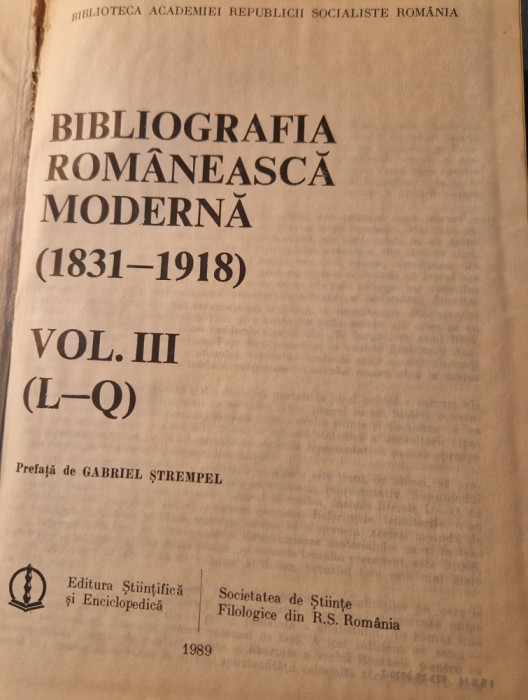 BIBLIOTECA ACADEMIEI REPUBLICII SOCIALISTE ROMÂNIA
BIBLIOGRAFIA
ROMÂNEASCĂ
MODERNĂ
(1831—1918)
VOL. III
(L—Q)
Prefață de GABRIEL ȘTREMPEL
Editura Științifică
și Enciclopedică
Societatea de Științe
Filologice din R.S. România
1989